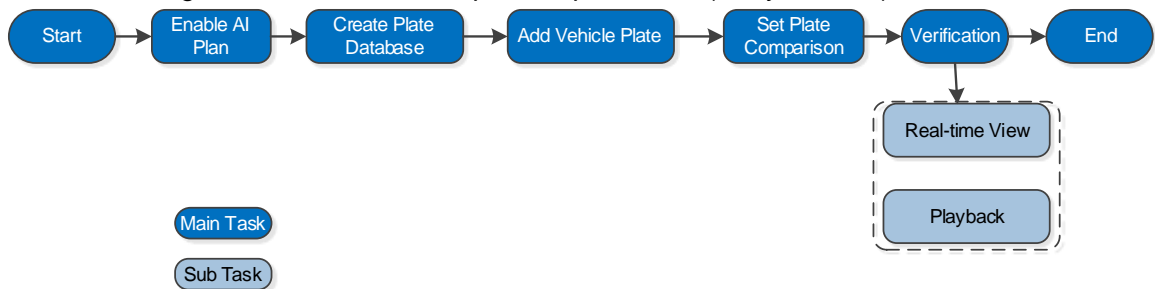 Start
Enable AI
Plan
Create Plate
Database
Add Vehicle Plate
Set Plate
Comparison
Verification
End
Real-time View
Playback
Main Task
Sub Task